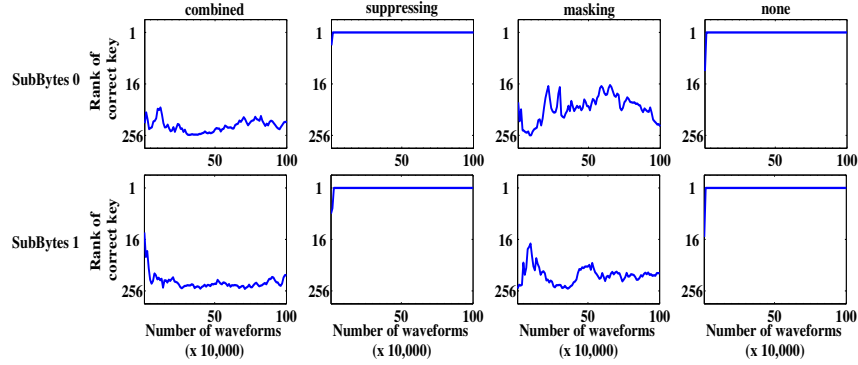 combined suppressing masking none
SubBytes 0
Rank of
correct key
1 1 1 1
16 16 16 16
256 256 256 256
50 100 50 100 50 100 50 100
SubBytes 1
Rank of
correct key
1 1 1 1
16 16 16 16
256 256 256 256
50 100 50 100 50 100 50 100
Number of waveforms Number of waveforms Number of waveforms Number of waveforms
(x 10,000) (x 10,000) (x 10,000) (x 10,000)